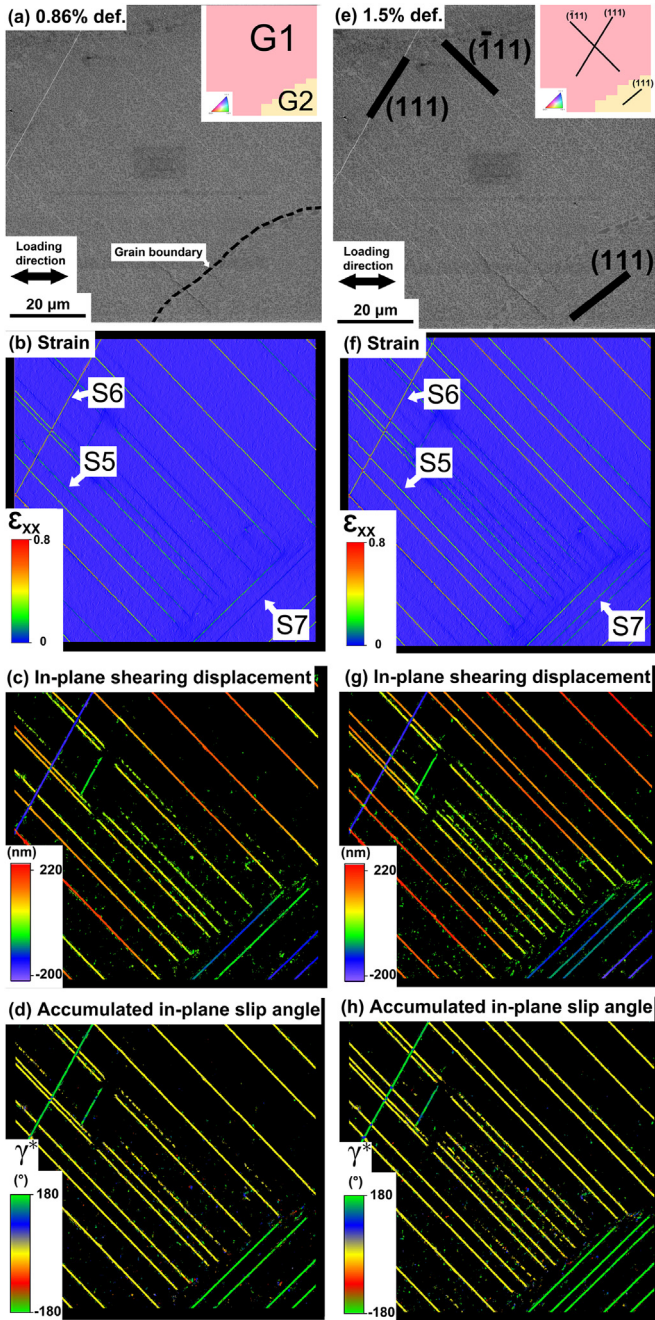 (a) 0.86% def.
G1
G2
Grain boundary
Loading
direction
20 µm
(e) 1.5% def.
(1̄11)
(111)
(111)
(1̄11)
(111)
(111)
Loading
direction
20 µm
(b) Strain
S6
S5
S7
εxx
0.8
0
(f) Strain
S6
S5
S7
εxx
0.8
0
(c) In-plane shearing displacement
(nm)
220
-200
(g) In-plane shearing displacement
(nm)
220
-200
(d) Accumulated in-plane slip angle
γ*
(°)
180
-180
(h) Accumulated in-plane slip angle
γ*
(°)
180
-180